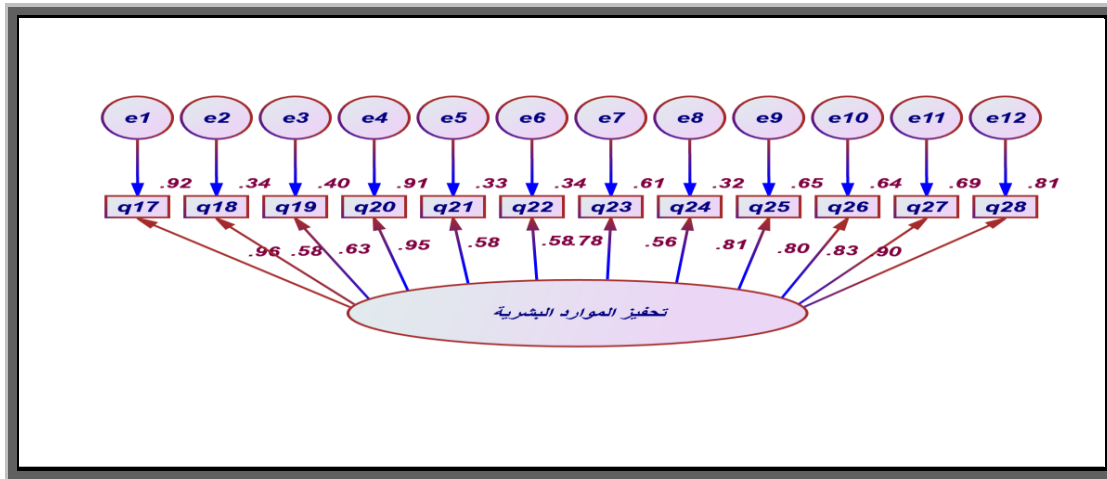 e1 e2 e3 e4 e5 e6 e7 e8 e9 e10 e11 e12
.92 .34 .40 .91 .33 .34 .61 .32 .65 .64 .69 .81
q17 q18 q19 q20 q21 q22 q23 q24 q25 q26 q27 q28
.96 .58 .63 .95 .58 .58 .78 .56 .81 .80 .83 .90
تحفيز الموارد البشرية